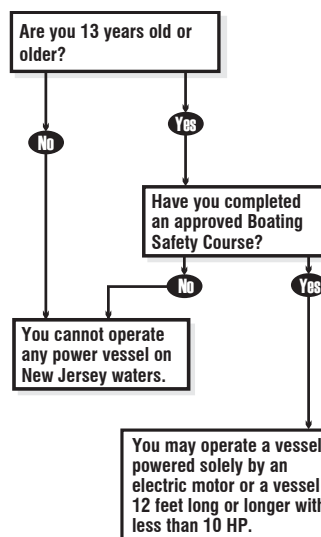 Are you 13 years old or
older?
No
Yes
Have you completed
an approved Boating
Safety Course?
No
Yes
You cannot operate
any power vessel on
New Jersey waters.
You may operate a vessel
powered solely by an
electric motor or a vessel
12 feet long or longer with
less than 10 HP.